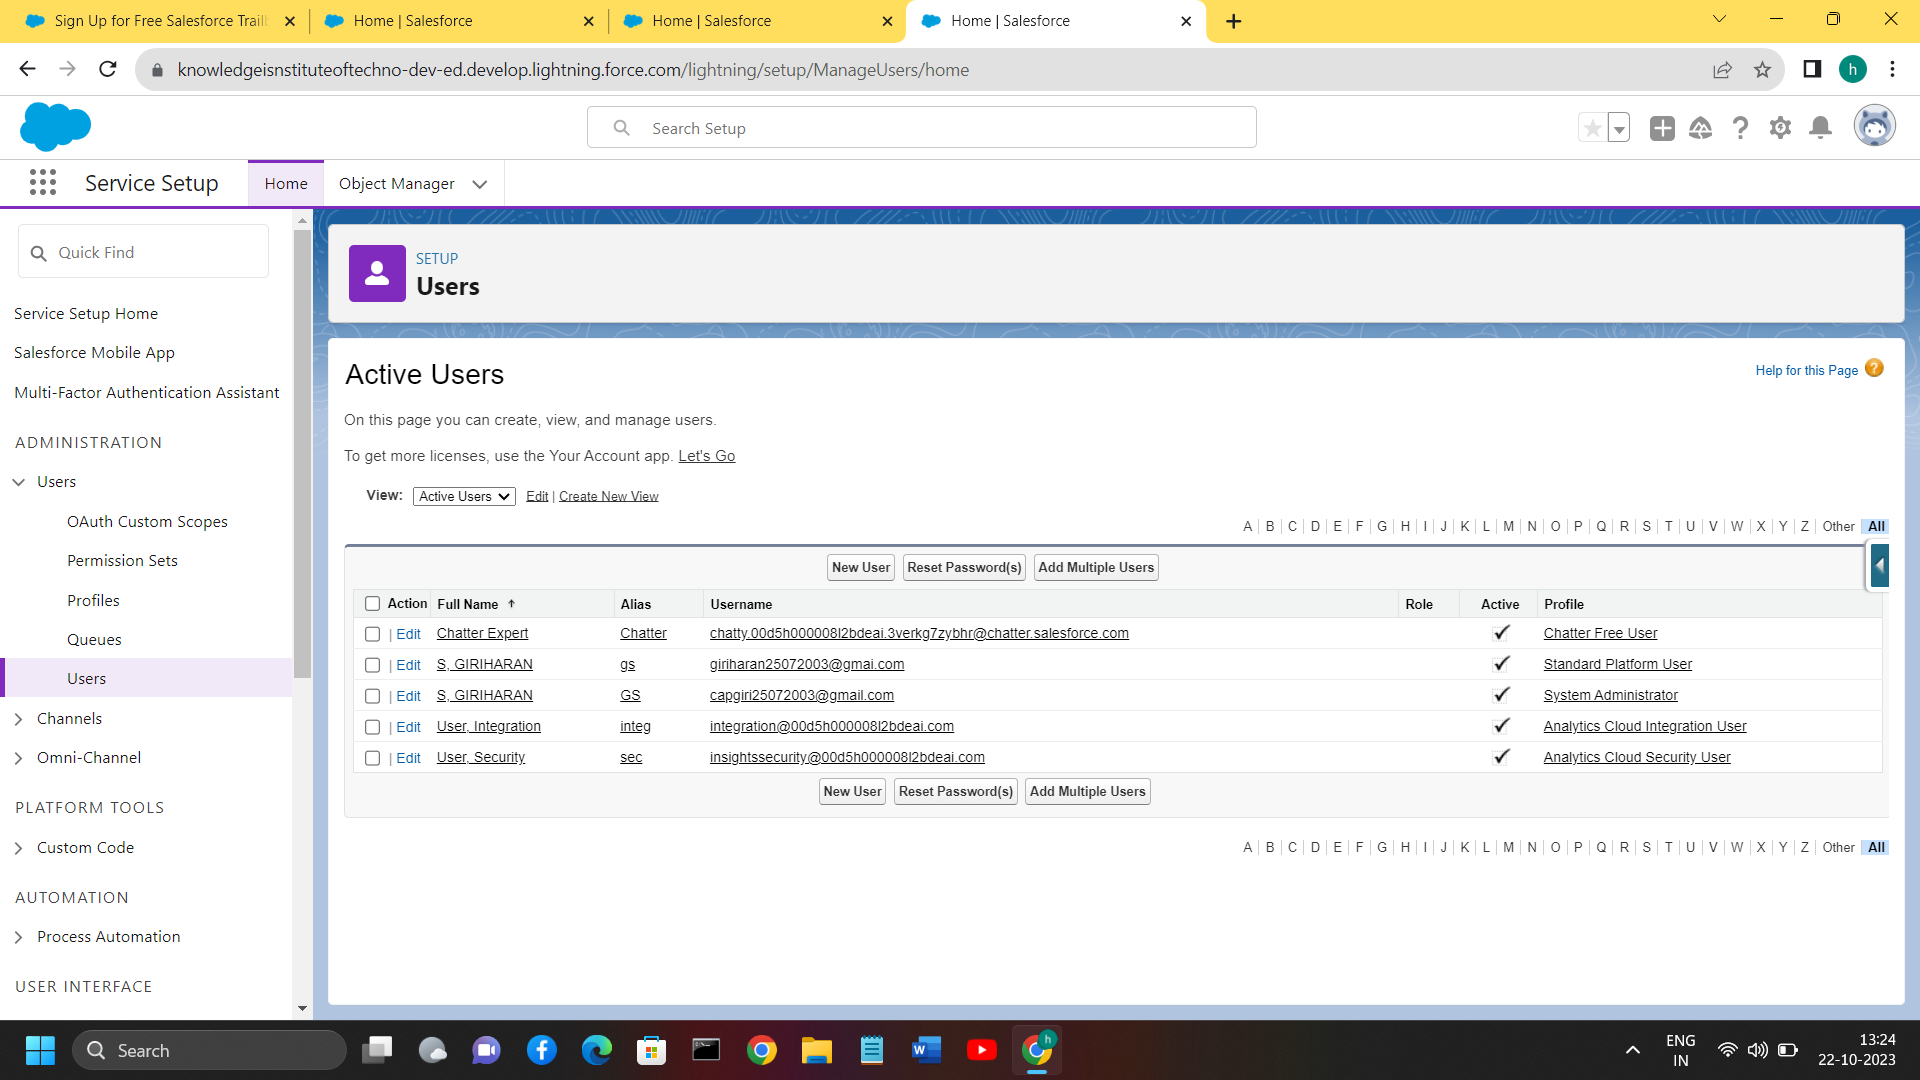 Sign Up for Free Salesforce Trailb
Home | Salesforce
Home | Salesforce
Home | Salesforce
knowledgeisnstituteoftechno-dev-ed.develop.lightning.force.com/lightning/setup/ManageUsers/home
h
Search Setup
Service Setup
Home
Object Manager
Quick Find
Service Setup Home
Salesforce Mobile App
Multi-Factor Authentication Assistant
ADMINISTRATION
Users
OAuth Custom Scopes
Permission Sets
Profiles
Queues
Users
Channels
Omni-Channel
PLATFORM TOOLS
Custom Code
AUTOMATION
Process Automation
USER INTERFACE
SETUP
Users
Active Users
Help for this Page ?
On this page you can create, view, and manage users.
To get more licenses, use the Your Account app. Let's Go
View: Active Users Edit | Create New View
A | B | C | D | E | F | G | H | I | J | K | L | M | N | O | P | Q | R | S | T | U | V | W | X | Y | Z | Other | All
New User Reset Password(s) Add Multiple Users
Action Full Name ↑ Alias Username Role Active Profile
| Edit Chatter Expert Chatter chatty.00d5h000008l2bdeai.3verkg7zybhr@chatter.salesforce.com ✓ Chatter Free User
| Edit S, GIRIHARAN gs giriharan25072003@gmai.com ✓ Standard Platform User
| Edit S, GIRIHARAN GS capgiri25072003@gmail.com ✓ System Administrator
| Edit User, Integration integ integration@00d5h000008l2bdeai.com ✓ Analytics Cloud Integration User
| Edit User, Security sec insightssecurity@00d5h000008l2bdeai.com ✓ Analytics Cloud Security User
New User Reset Password(s) Add Multiple Users
A | B | C | D | E | F | G | H | I | J | K | L | M | N | O | P | Q | R | S | T | U | V | W | X | Y | Z | Other | All
Search
h
ENG
IN
13:24
22-10-2023